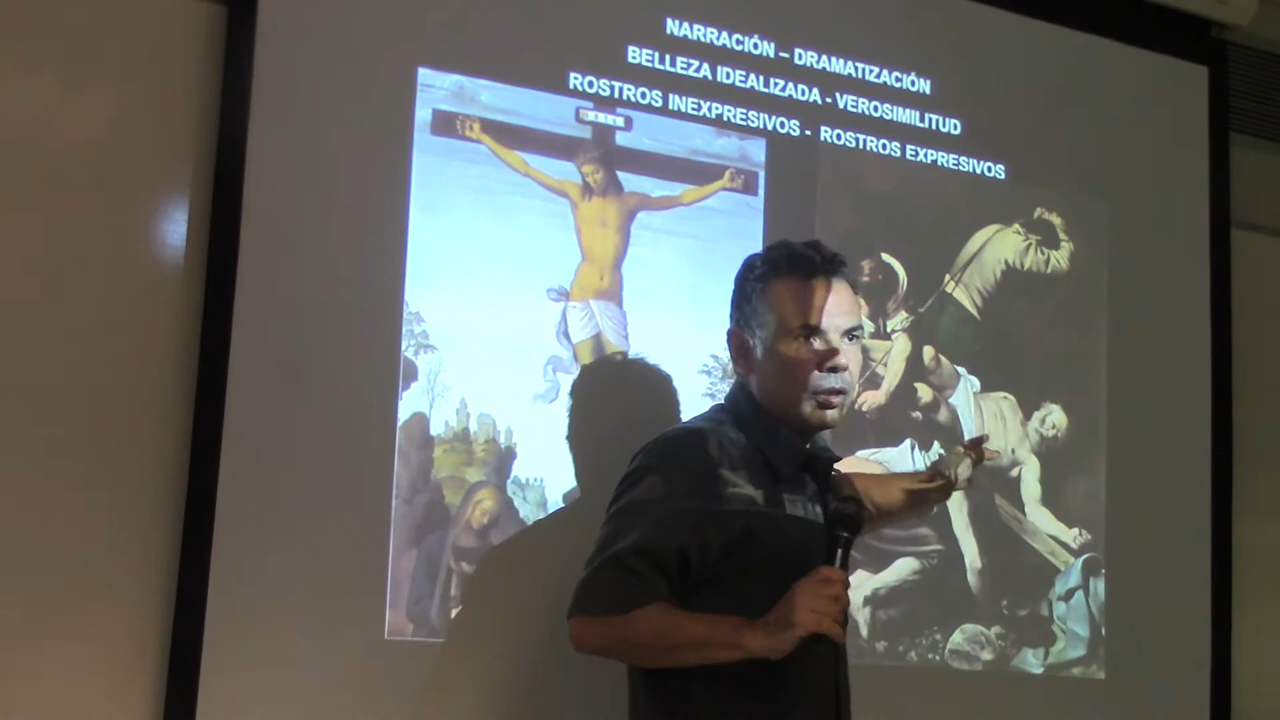 NARRACIÓN – DRAMATIZACIÓN
BELLEZA IDEALIZADA - VEROSIMILITUD
ROSTROS INEXPRESIVOS - ROSTROS EXPRESIVOS